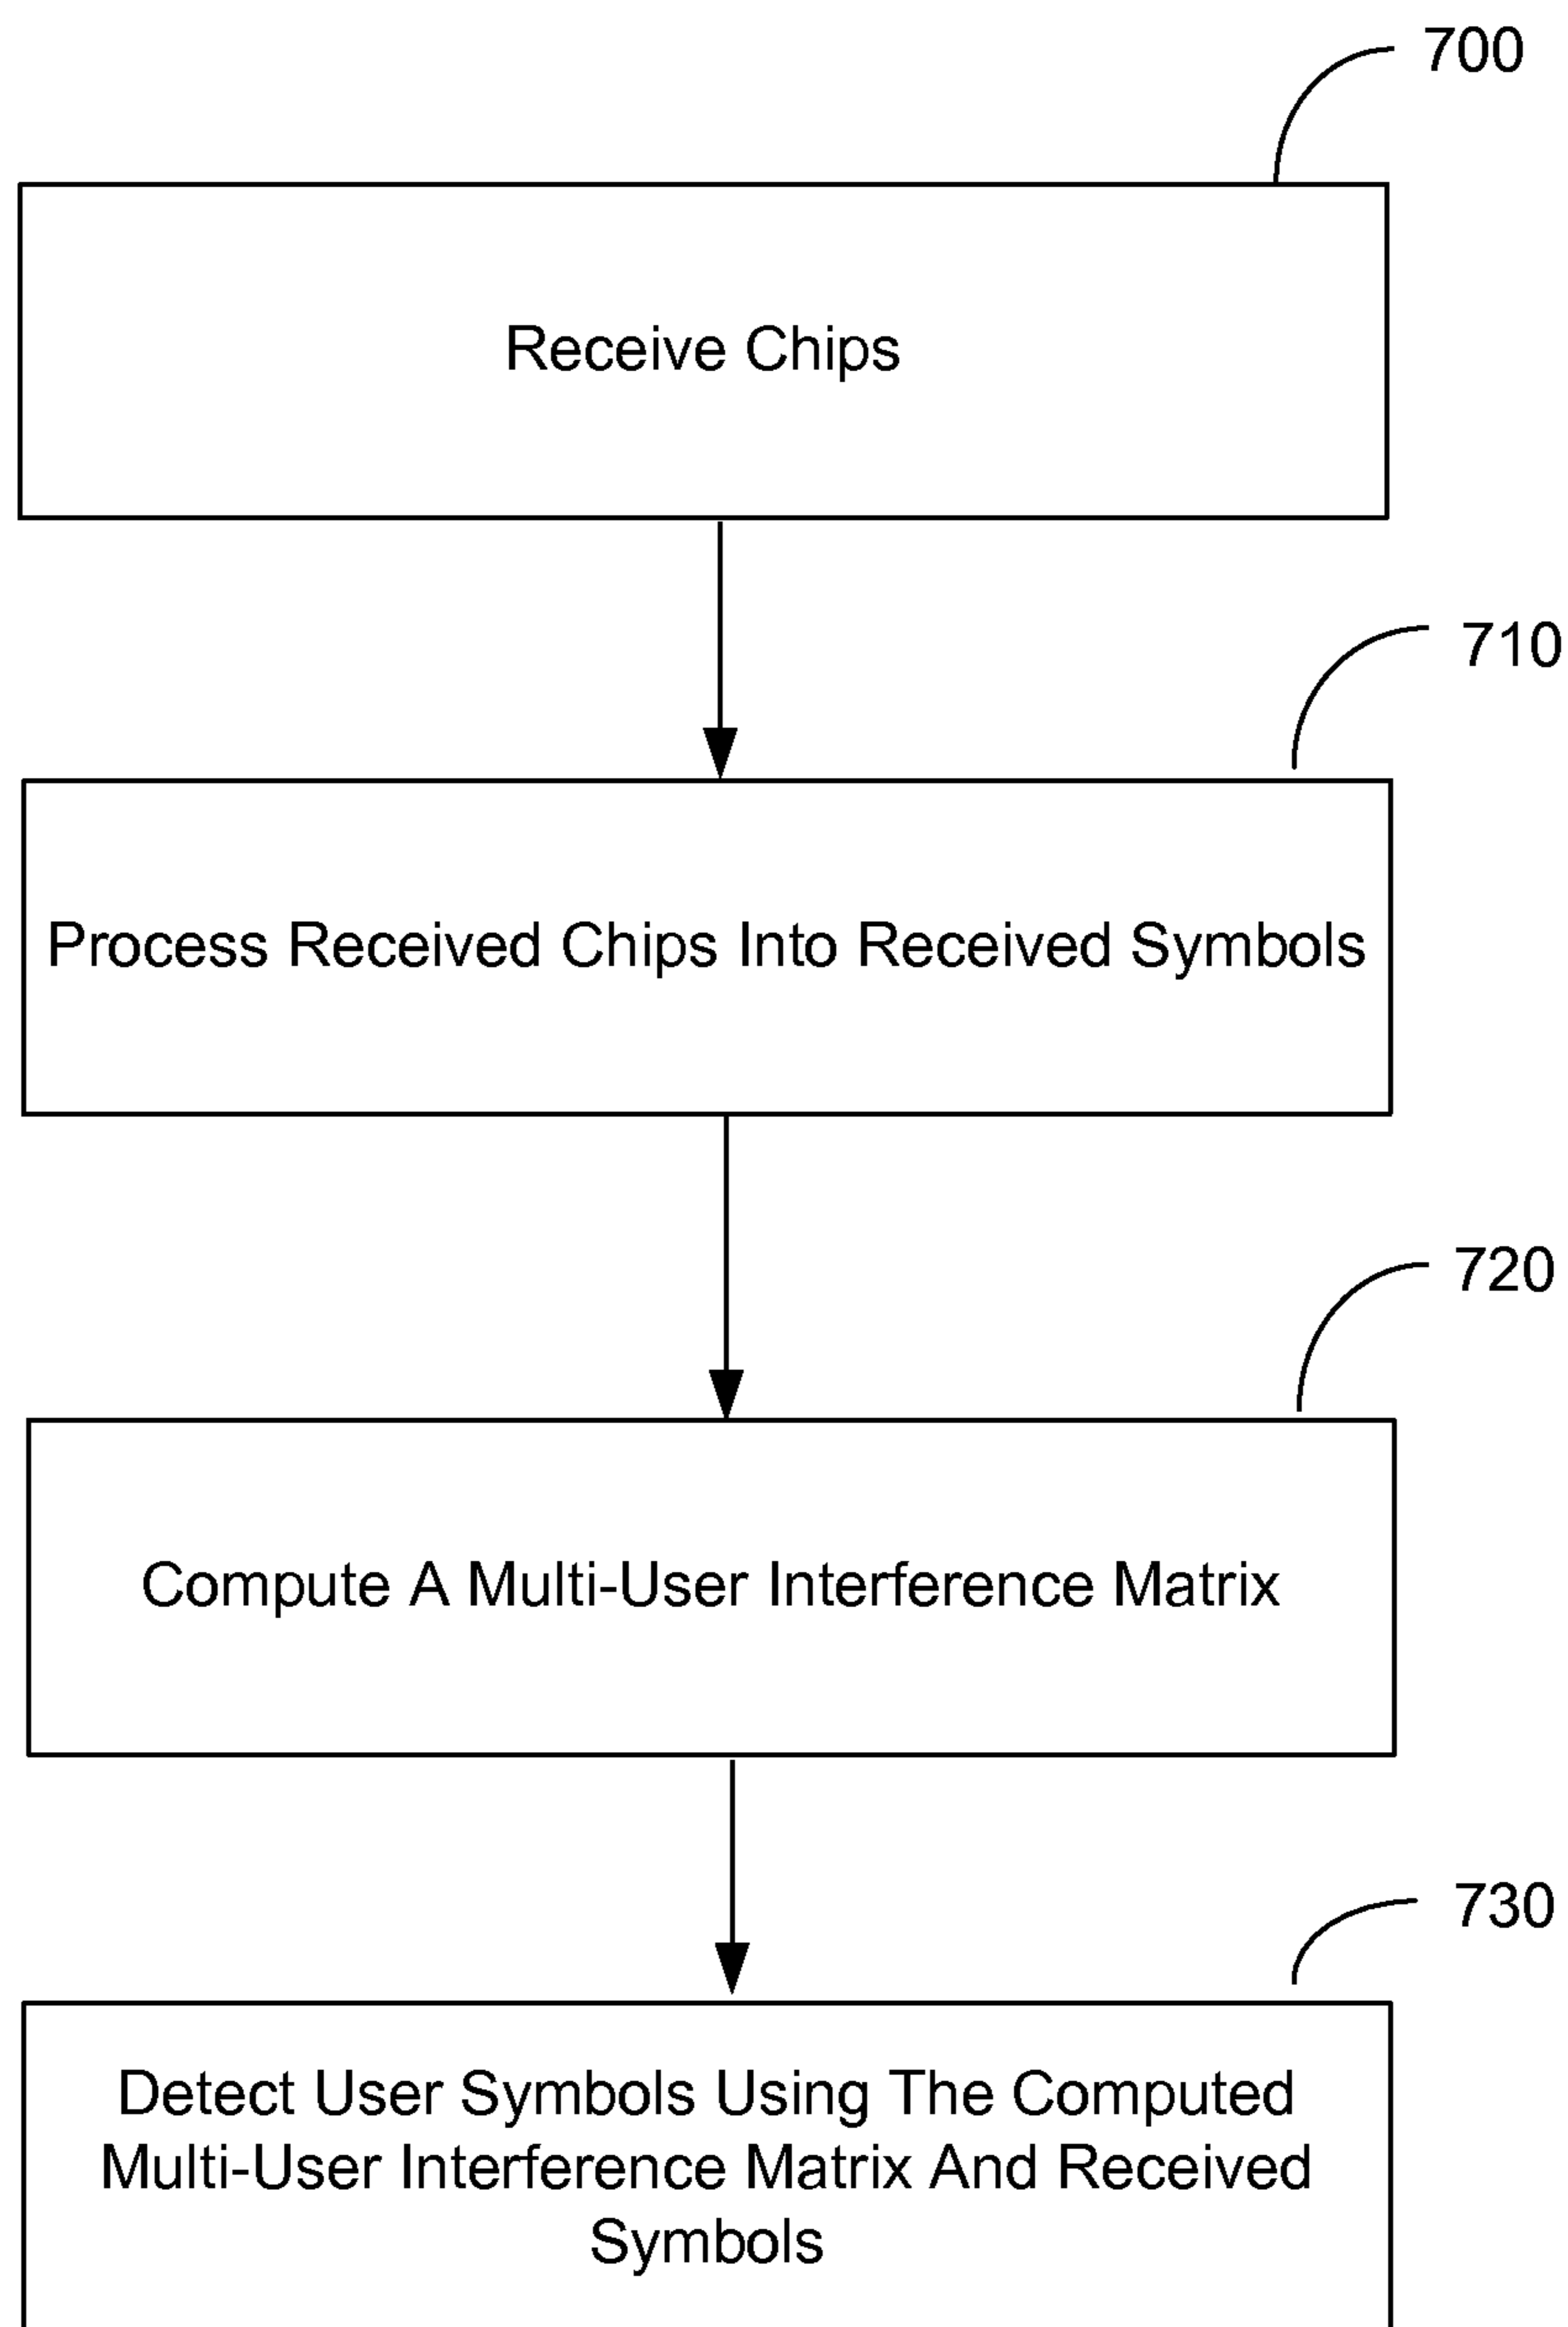 700
Receive Chips
710
Process Received Chips Into Received Symbols
720
Compute A Multi-User Interference Matrix
730
Detect User Symbols Using The Computed
Multi-User Interference Matrix And Received
Symbols